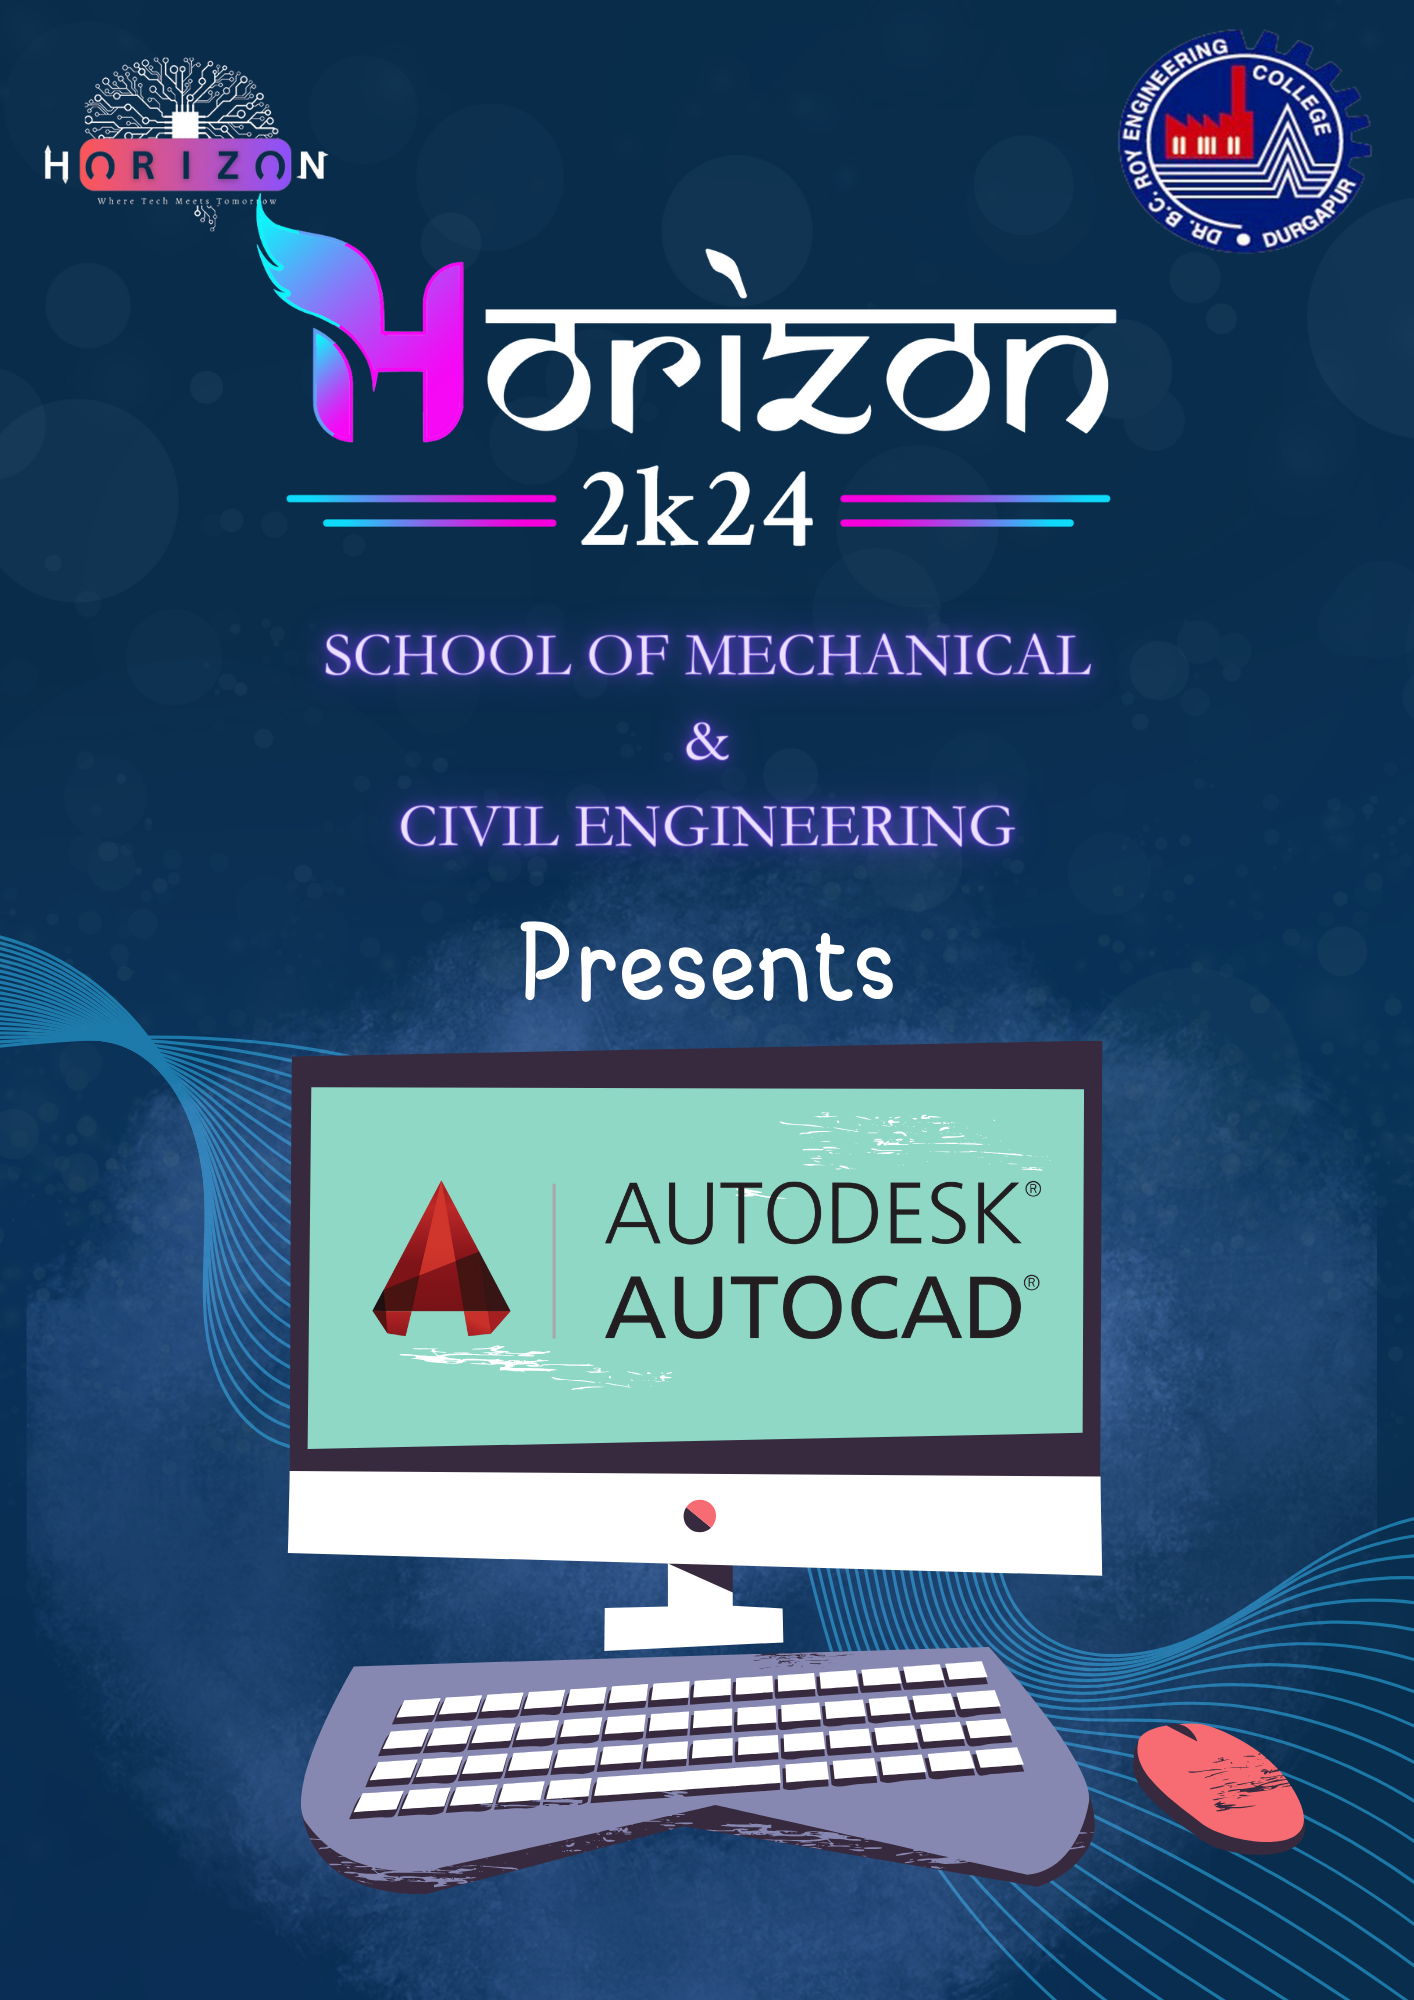 HORIZON
Where Tech Meets Tomorrow
DR. B.C. ROY ENGINEERING COLLEGE
DURGAPUR
Horizon
2k24
SCHOOL OF MECHANICAL
&
CIVIL ENGINEERING
Presents
AUTODESK®
AUTOCAD®